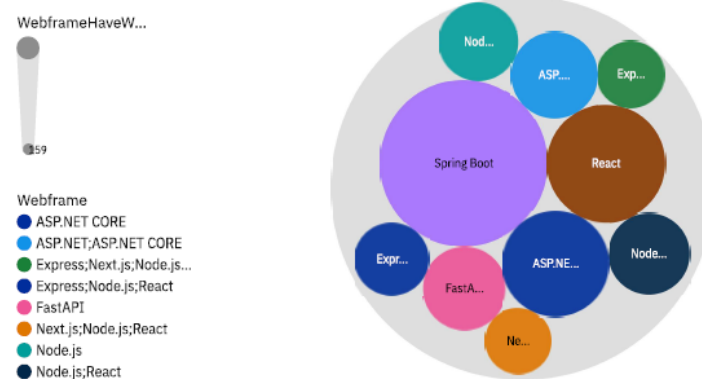 WebframeHaveW...
159
Webframe
ASP.NET CORE
ASP.NET;ASP.NET CORE
Express;Next.js;Node.js...
Express;Node.js;React
FastAPI
Next.js;Node.js;React
Node.js
Node.js;React
Nod...
ASP....
Exp...
Spring Boot
React
Expr...
FastA...
ASP.NE...
Node...
Ne...